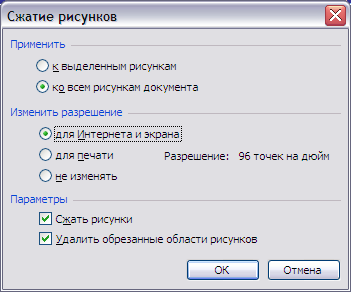 Сжатие рисунков
Применить
к выделенным рисункам
ко всем рисункам документа
Изменить разрешение
для Интернета и экрана
для печати Разрешение: 96 точек на дюйм
не изменять
Параметры
Сжать рисунки
Удалить обрезанные области рисунков
ОК Отмена